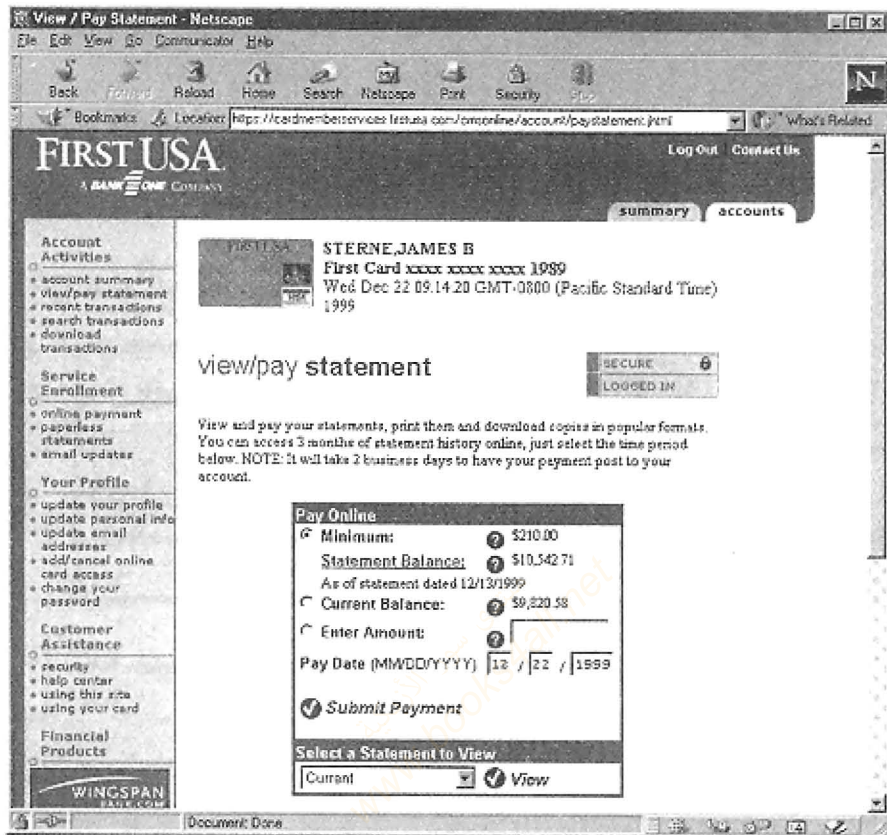 View / Pay Statement - Netscape
File Edit View Go Communicator Help
Back Forward Reload Home Search Netscape Print Security Stop
Bookmarks Location: https://cardmemberservices.firstusa.com/cmsonline/account/paystatement.jhtml What's Related
FIRST USA
A BANK ONE COMPANY
Log Out Contact Us
summary accounts
Account
Activities
account summary
view/pay statement
recent transactions
search transactions
download
transactions
Service
Enrollment
online payment
paperless
statements
email updates
Your Profile
update your profile
update personal info
update email
addresses
add/cancel online
card access
change your
password
Customer
Assistance
security
help center
using this site
using your card
Financial
Products
WINGSPAN
BANK.COM
FIRST USA
STERNE,JAMES B
First Card xxxx xxxx xxxx 1989
Wed Dec 22 09:14:20 GMT-0800 (Pacific Standard Time)
1999
view/pay statement
SECURE
LOGGED IN
View and pay your statements, print them and download copies in popular formats.
You can access 3 months of statement history online, just select the time period
below. NOTE: It will take 2 business days to have your payment post to your
account.
Pay Online
Minimum: $210.00
Statement Balance: $10,542.71
As of statement dated 12/13/1999
Current Balance: $9,820.58
Enter Amount:
Pay Date (MM/DD/YYYY) 12 / 22 / 1999
Submit Payment
Select a Statement to View
Current View
Document: Done